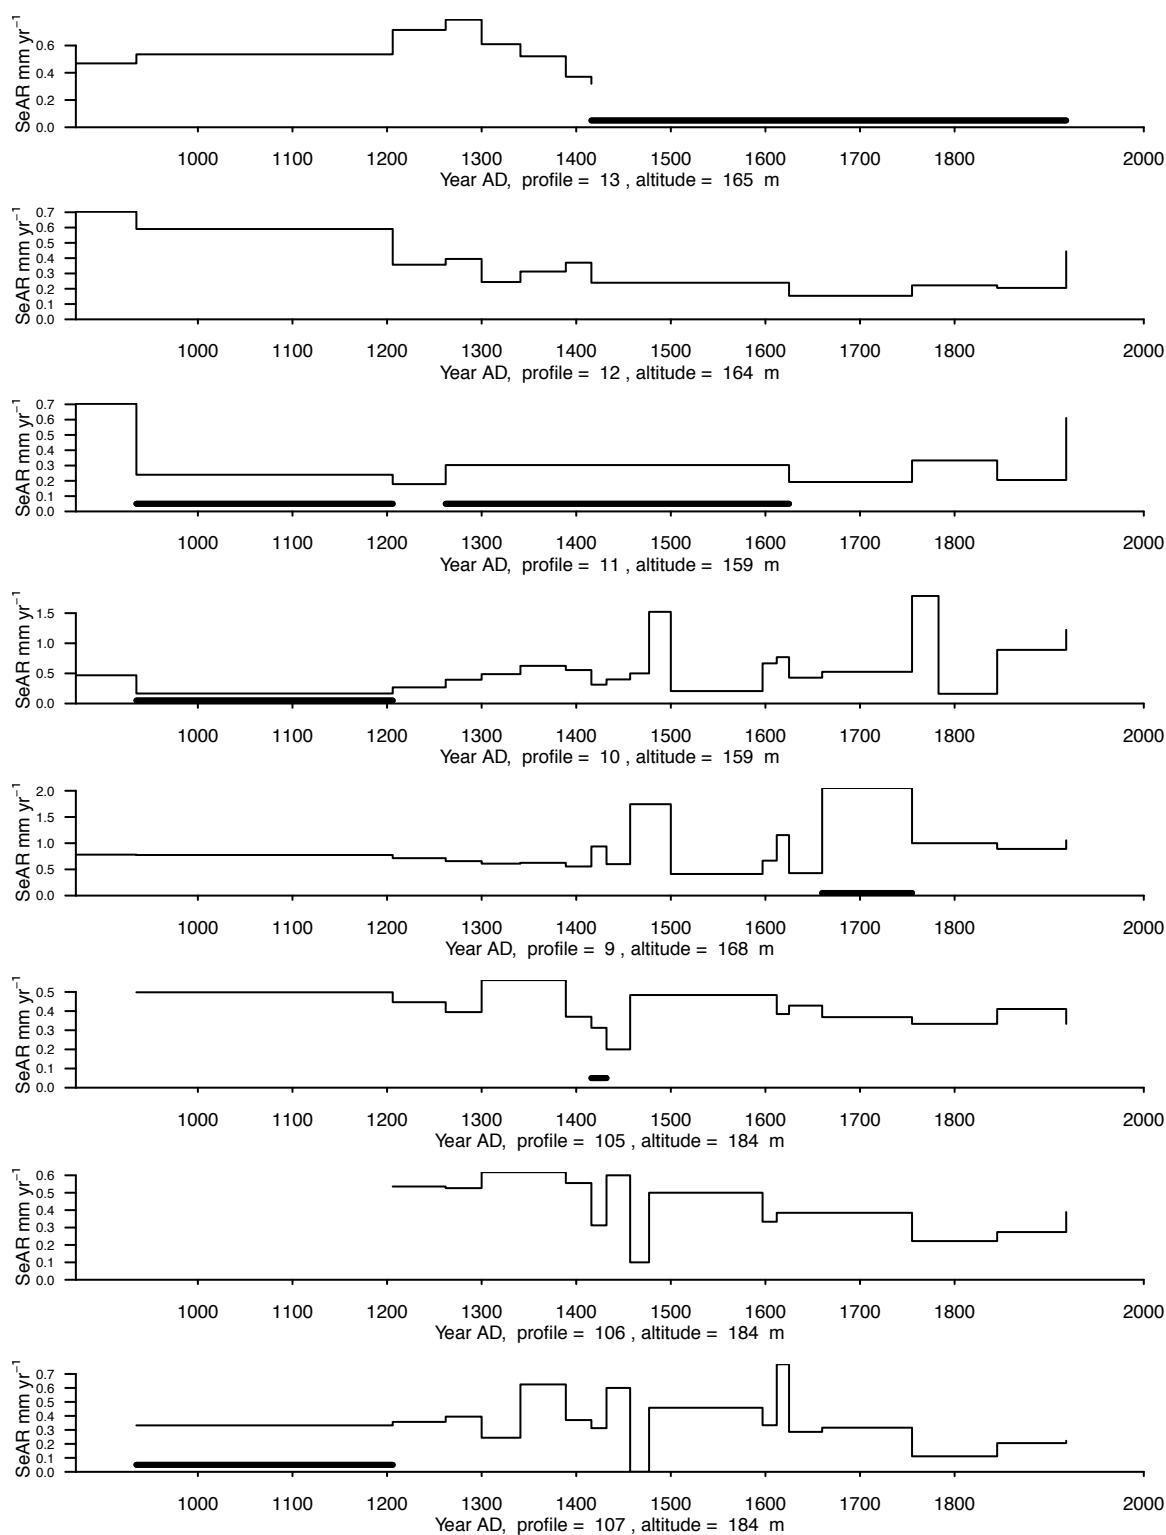 SeAR mm yr⁻¹
0.6
0.4
0.2
0.0
1000 1100 1200 1300 1400 1500 1600 1700 1800 2000
Year AD, profile = 13 , altitude = 165 m
SeAR mm yr⁻¹
0.7
0.6
0.5
0.4
0.3
0.2
0.1
0.0
1000 1100 1200 1300 1400 1500 1600 1700 1800 2000
Year AD, profile = 12 , altitude = 164 m
SeAR mm yr⁻¹
0.7
0.6
0.5
0.4
0.3
0.2
0.1
0.0
1000 1100 1200 1300 1400 1500 1600 1700 1800 2000
Year AD, profile = 11 , altitude = 159 m
SeAR mm yr⁻¹
1.5
1.0
0.5
0.0
1000 1100 1200 1300 1400 1500 1600 1700 1800 2000
Year AD, profile = 10 , altitude = 159 m
SeAR mm yr⁻¹
2.0
1.5
1.0
0.5
0.0
1000 1100 1200 1300 1400 1500 1600 1700 1800 2000
Year AD, profile = 9 , altitude = 168 m
SeAR mm yr⁻¹
0.5
0.4
0.3
0.2
0.1
0.0
1000 1100 1200 1300 1400 1500 1600 1700 1800 2000
Year AD, profile = 105 , altitude = 184 m
SeAR mm yr⁻¹
0.6
0.5
0.4
0.3
0.2
0.1
0.0
1000 1100 1200 1300 1400 1500 1600 1700 1800 2000
Year AD, profile = 106 , altitude = 184 m
SeAR mm yr⁻¹
0.7
0.6
0.5
0.4
0.3
0.2
0.1
0.0
1000 1100 1200 1300 1400 1500 1600 1700 1800 2000
Year AD, profile = 107 , altitude = 184 m